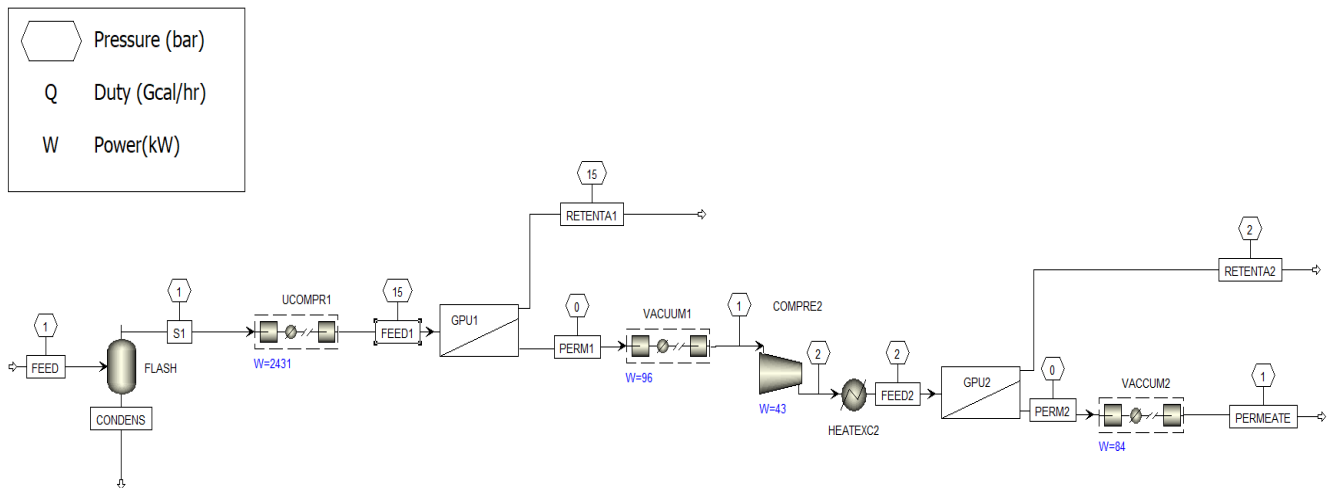 Pressure (bar)
Q Duty (Gcal/hr)
W Power(kW)
15
RETENTA1
2
RETENTA2
1
S1
UCOMPR1
15
FEED1
GPU1
0
PERM1
VACUUM1
1
COMPRE2
2
2
FEED2
GPU2
0
PERM2
VACCUM2
1
PERMEATE
1
FEED
FLASH
W=2431
W=96
W=43
HEATEXC2
W=84
CONDENS